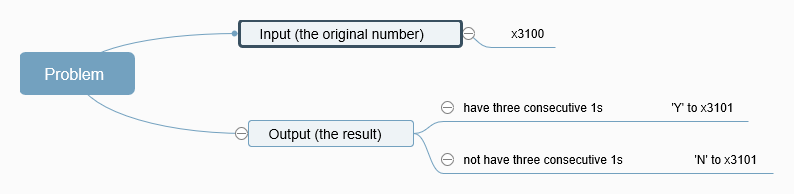 Input (the original number)
x3100
Problem
have three consecutive 1s
'Y' to x3101
Output (the result)
not have three consecutive 1s
'N' to x3101